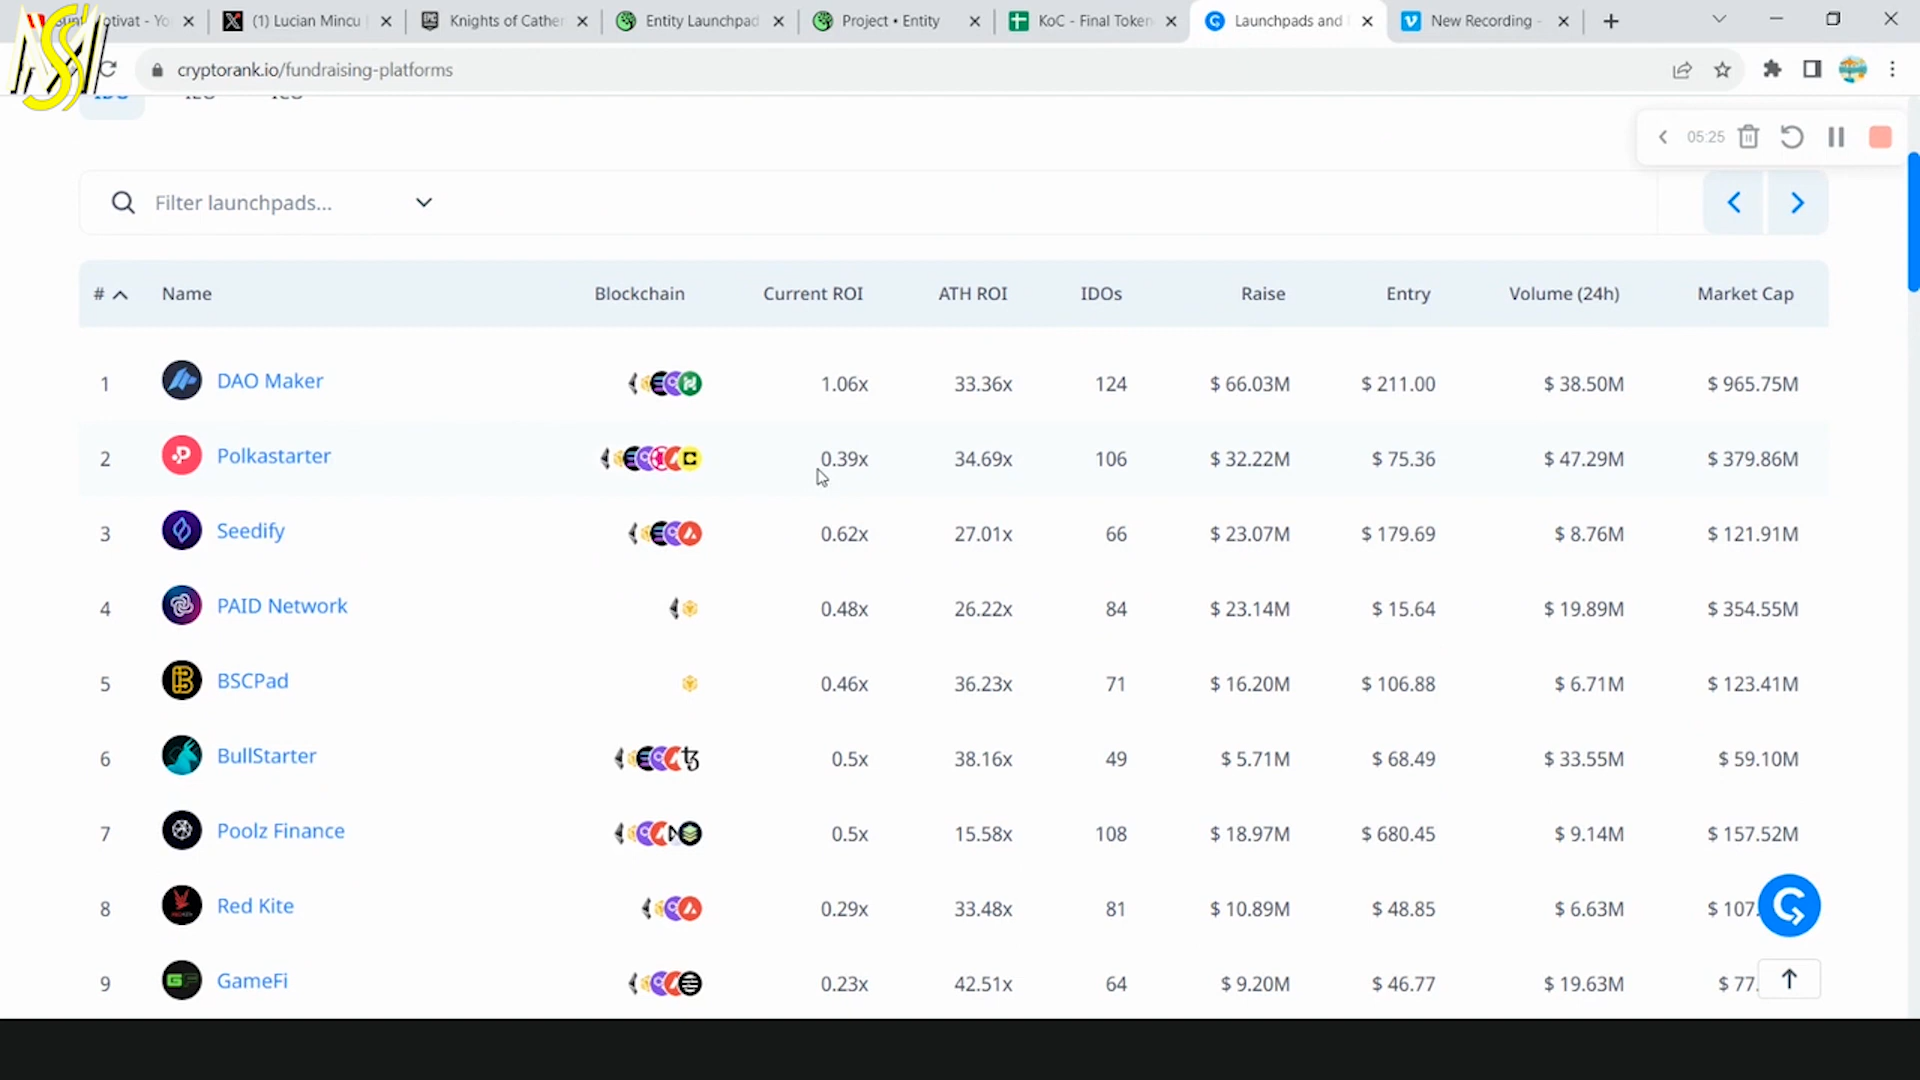 otivat - Yo
(1) Lucian Mincu
Knights of Cather
Entity Launchpad
Project • Entity
KoC - Final Token
Launchpads and
New Recording -
cryptorank.io/fundraising-platforms
05:25
Filter launchpads...
# Name Blockchain Current ROI ATH ROI IDOs Raise Entry Volume (24h) Market Cap
1 DAO Maker 1.06x 33.36x 124 $ 66.03M $ 211.00 $ 38.50M $ 965.75M
2 Polkastarter 0.39x 34.69x 106 $ 32.22M $ 75.36 $ 47.29M $ 379.86M
3 Seedify 0.62x 27.01x 66 $ 23.07M $ 179.69 $ 8.76M $ 121.91M
4 PAID Network 0.48x 26.22x 84 $ 23.14M $ 15.64 $ 19.89M $ 354.55M
5 BSCPad 0.46x 36.23x 71 $ 16.20M $ 106.88 $ 6.71M $ 123.41M
6 BullStarter 0.5x 38.16x 49 $ 5.71M $ 68.49 $ 33.55M $ 59.10M
7 Poolz Finance 0.5x 15.58x 108 $ 18.97M $ 680.45 $ 9.14M $ 157.52M
8 Red Kite 0.29x 33.48x 81 $ 10.89M $ 48.85 $ 6.63M $ 107.
9 GameFi 0.23x 42.51x 64 $ 9.20M $ 46.77 $ 19.63M $ 77.